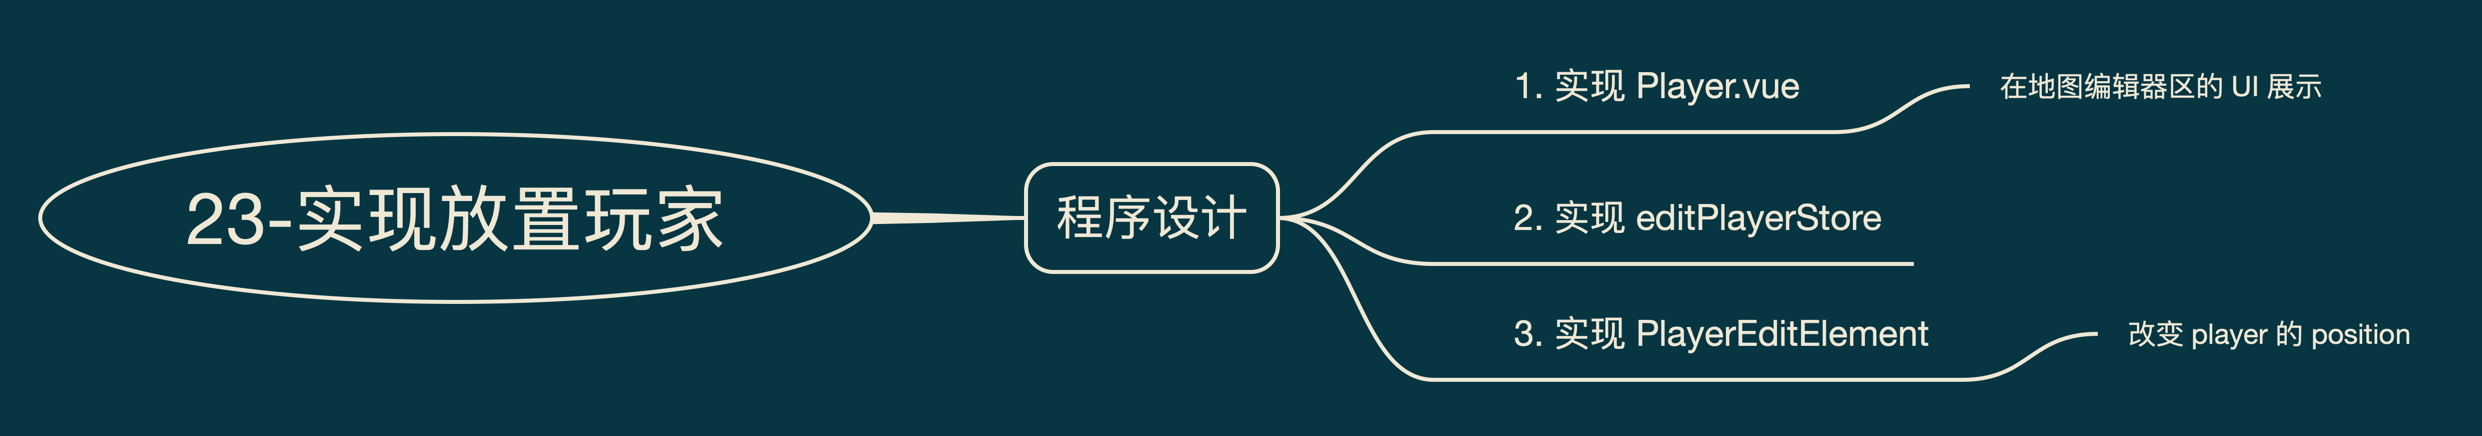 23-实现放置玩家
程序设计
1. 实现 Player.vue
在地图编辑器区的 UI 展示
2. 实现 editPlayerStore
3. 实现 PlayerEditElement
改变 player 的 position